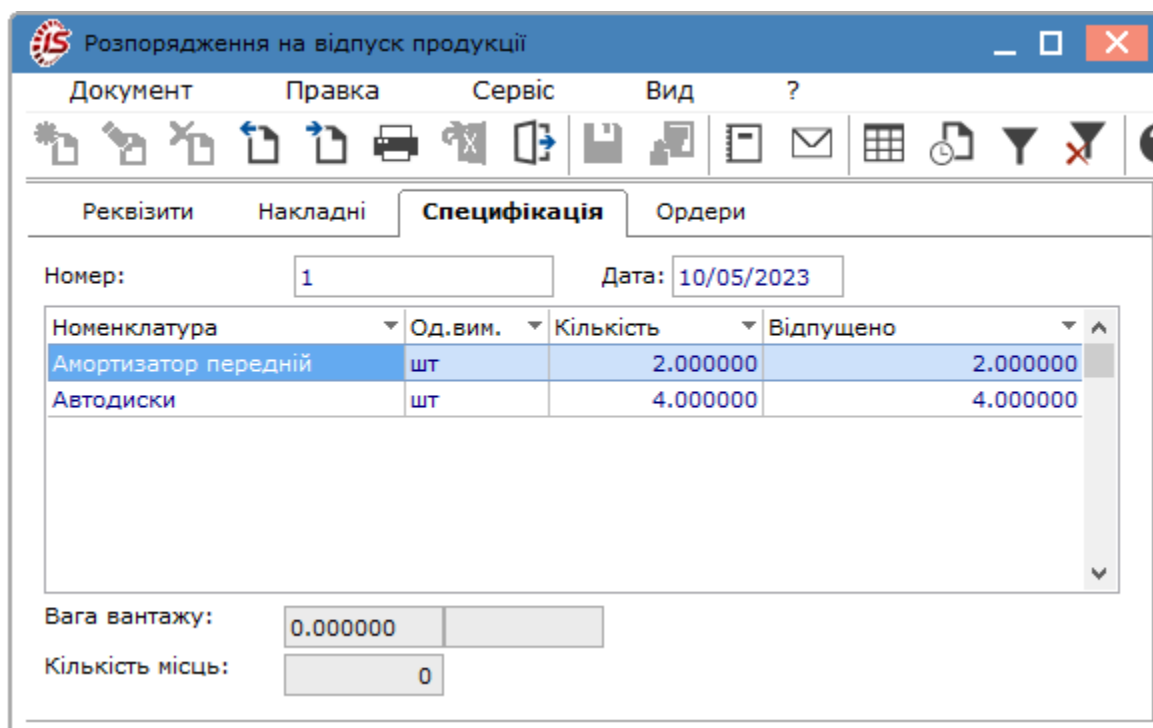 IS Розпорядження на відпуск продукції
Документ Правка Сервіс Вид ?
Реквізити Накладні Специфікація Ордери
Номер: 1 Дата: 10/05/2023
Номенклатура Од.вим. Кількість Відпущено
Амортизатор передній шт 2.000000 2.000000
Автодиски шт 4.000000 4.000000
Вага вантажу: 0.000000
Кількість місць: 0